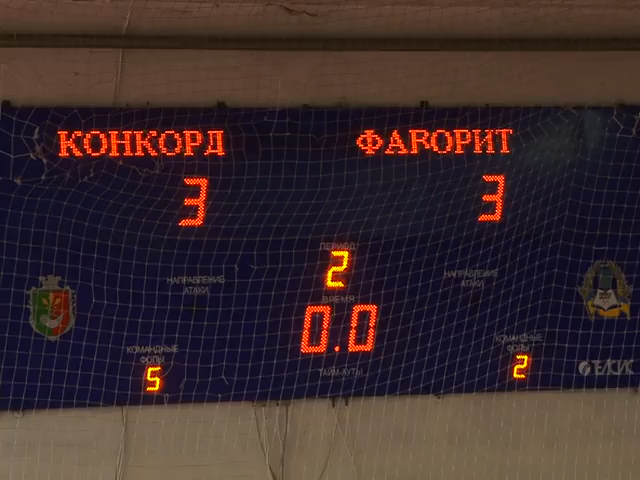 КОНКОРД ФАВОРИТ
3 3
ПЕРИОД
2
НАПРАВЛЕНИЕ АТАКИ
НАПРАВЛЕНИЕ АТАКИ
ВРЕМЯ
0.0
КОМАНДНЫЕ ФОЛЫ
5
КОМАНДНЫЕ ФОЛЫ
2
ТАЙМ-АУТЫ